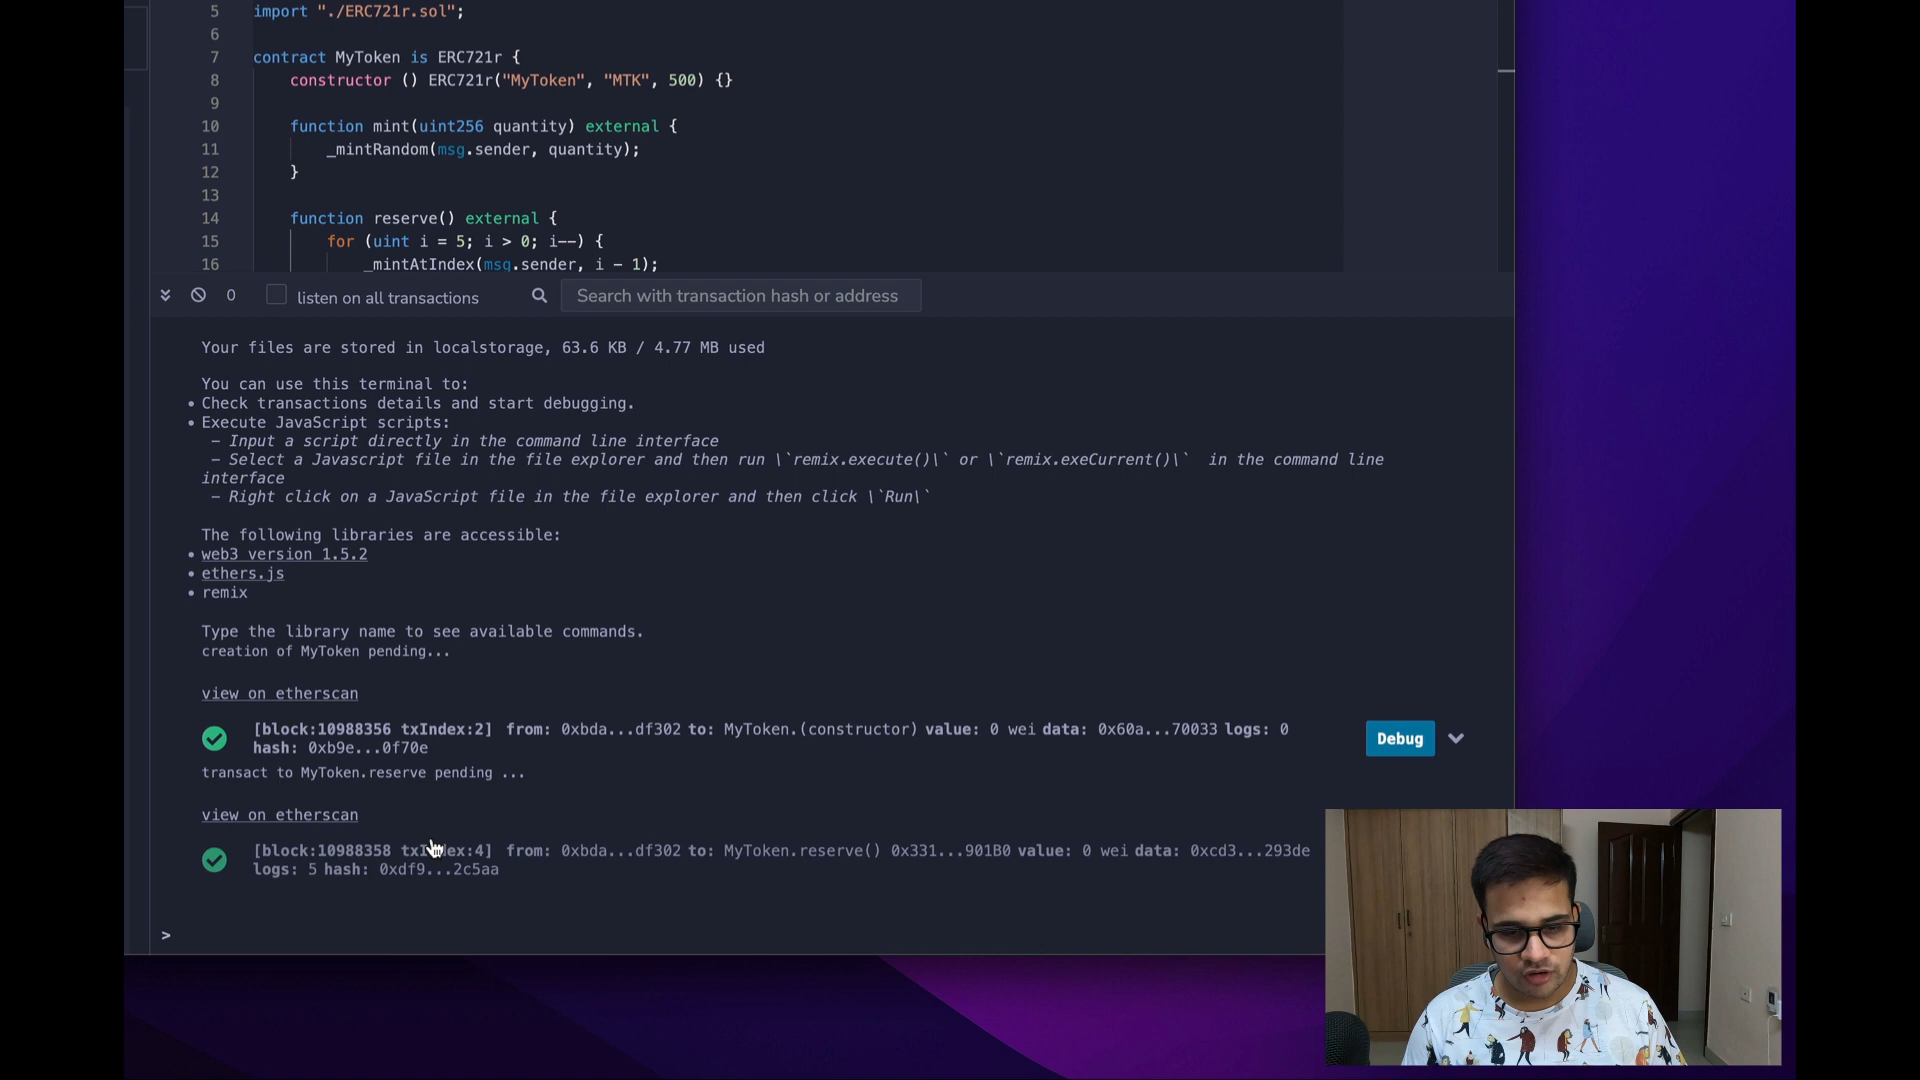 5 import "./ERC721r.sol";
6
7 contract MyToken is ERC721r {
8 constructor () ERC721r("MyToken", "MTK", 500) {}
9
10 function mint(uint256 quantity) external {
11 _mintRandom(msg.sender, quantity);
12 }
13
14 function reserve() external {
15 for (uint i = 5; i > 0; i--) {
16 _mintAtIndex(msg.sender, i - 1);
0 listen on all transactions Search with transaction hash or address
Your files are stored in localstorage, 63.6 KB / 4.77 MB used
You can use this terminal to:
• Check transactions details and start debugging.
• Execute JavaScript scripts:
- Input a script directly in the command line interface
- Select a Javascript file in the file explorer and then run \`remix.execute()\` or \`remix.exeCurrent()\` in the command line
interface
- Right click on a JavaScript file in the file explorer and then click \`Run\`
The following libraries are accessible:
• web3 version 1.5.2
• ethers.js
• remix
Type the library name to see available commands.
creation of MyToken pending...
view on etherscan
[block:10988356 txIndex:2] from: 0xbda...df302 to: MyToken.(constructor) value: 0 wei data: 0x60a...70033 logs: 0
hash: 0xb9e...0f70e
Debug
transact to MyToken.reserve pending ...
view on etherscan
[block:10988358 txIndex:4] from: 0xbda...df302 to: MyToken.reserve() 0x331...901B0 value: 0 wei data: 0xcd3...293de
logs: 5 hash: 0xdf9...2c5aa
>